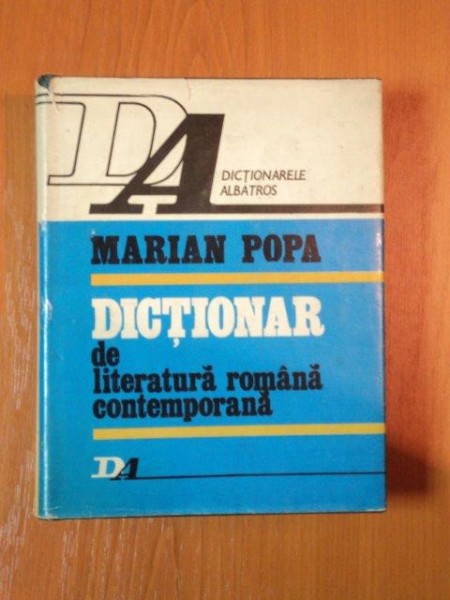 DA
DICȚIONARELE
ALBATROS
MARIAN POPA
DICȚIONAR
de
literatură română
contemporană
DA